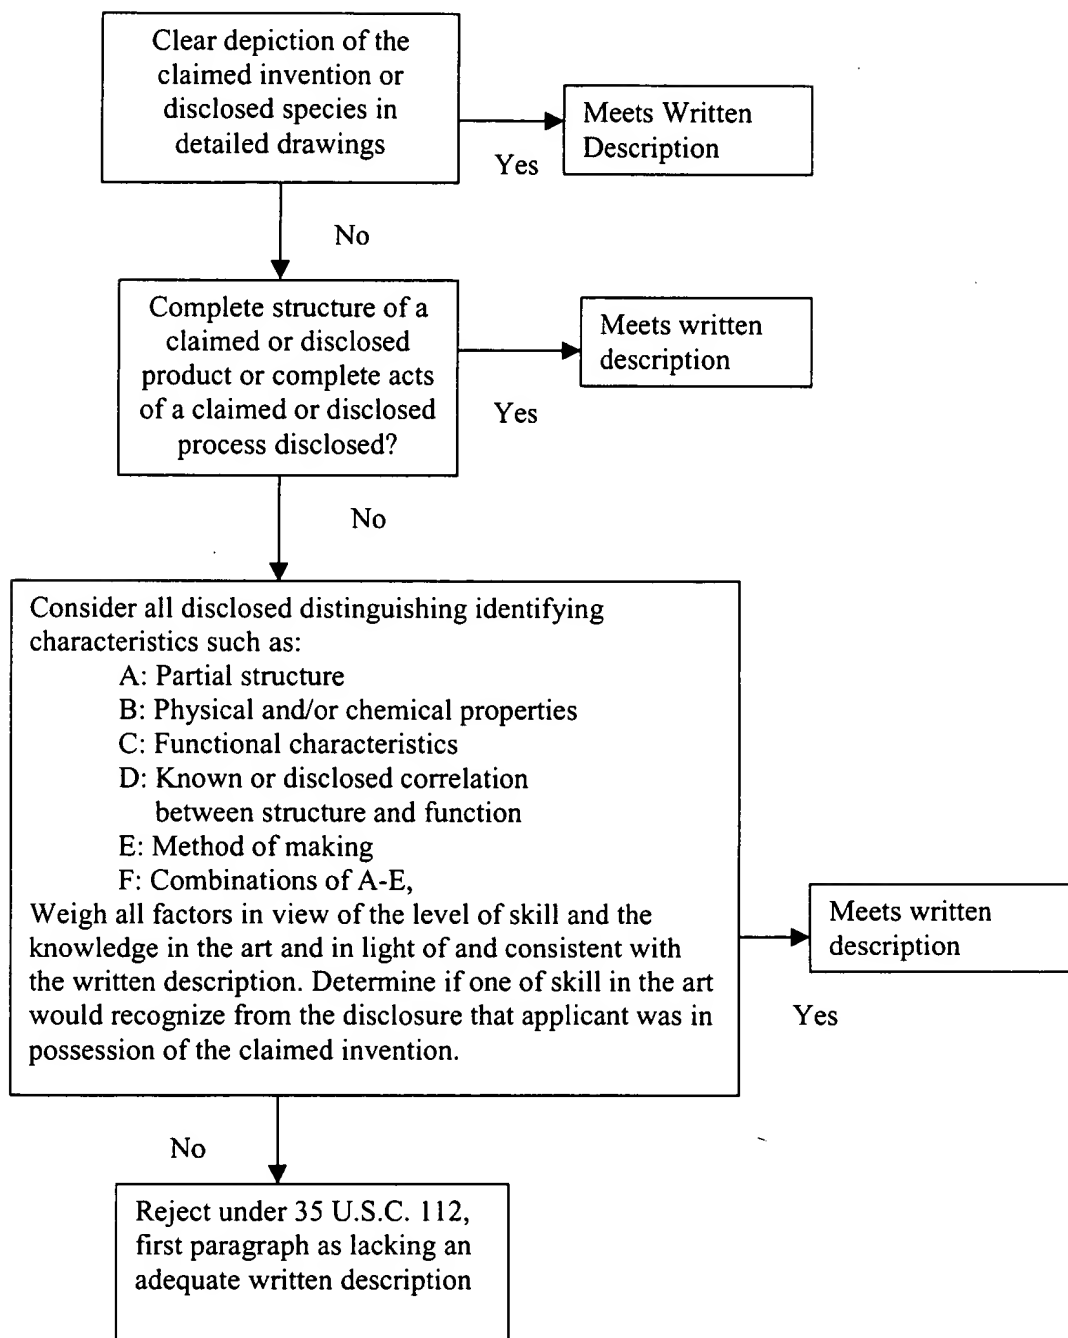 Clear depiction of the
claimed invention or
disclosed species in
detailed drawings
Meets Written
Description
Yes
No
Complete structure of a
claimed or disclosed
product or complete acts
of a claimed or disclosed
process disclosed?
Meets written
description
Yes
No
Consider all disclosed distinguishing identifying
characteristics such as:
A: Partial structure
B: Physical and/or chemical properties
C: Functional characteristics
D: Known or disclosed correlation
between structure and function
E: Method of making
F: Combinations of A-E,
Weigh all factors in view of the level of skill and the
knowledge in the art and in light of and consistent with
the written description. Determine if one of skill in the art
would recognize from the disclosure that applicant was in
possession of the claimed invention.
Meets written
description
Yes
No
Reject under 35 U.S.C. 112,
first paragraph as lacking an
adequate written description